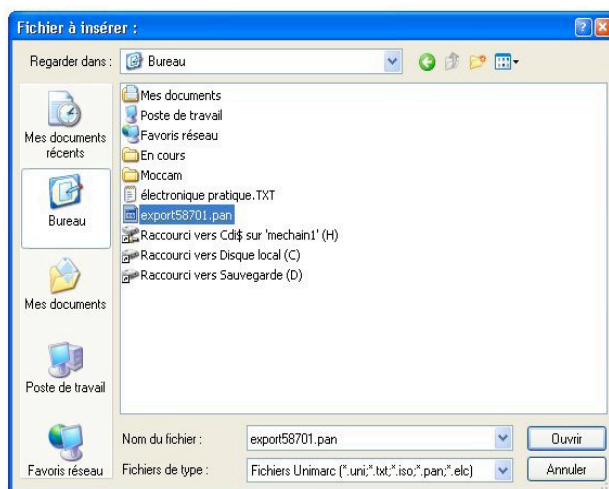 Fichier à insérer :
Regarder dans :
Bureau
Mes documents récents
Bureau
Mes documents
Poste de travail
Favoris réseau
Mes documents
Poste de travail
Favoris réseau
En cours
Moccam
électronique pratique.TXT
export58701.pan
Raccourci vers Cdi$ sur 'mechain1' (H)
Raccourci vers Disque local (C)
Raccourci vers Sauvegarde (D)
Nom du fichier :
export58701.pan
Ouvrir
Fichiers de type :
Fichiers Unimarc (*.uni;*.txt;*.iso;*.pan;*.elc)
Annuler